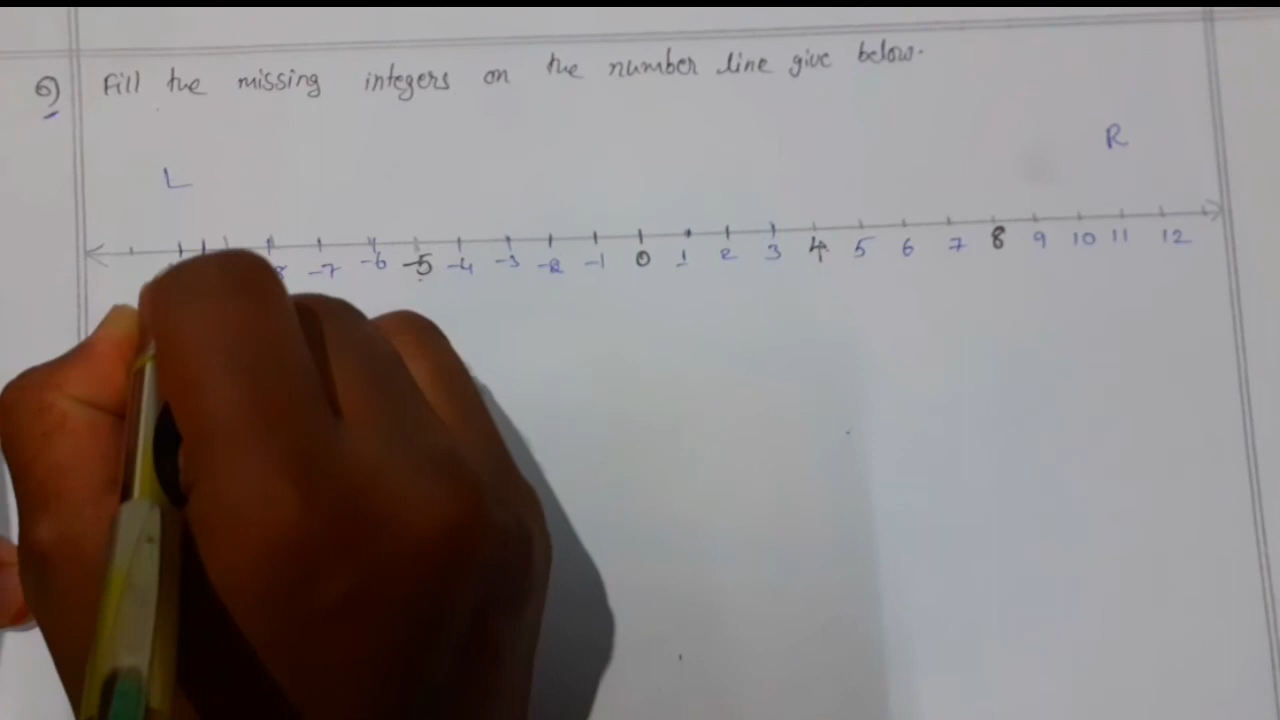 6) Fill the missing integers on the number line give below.
R
L
-7 -6 -5 -4 -3 -2 -1 0 1 2 3 4 5 6 7 8 9 10 11 12